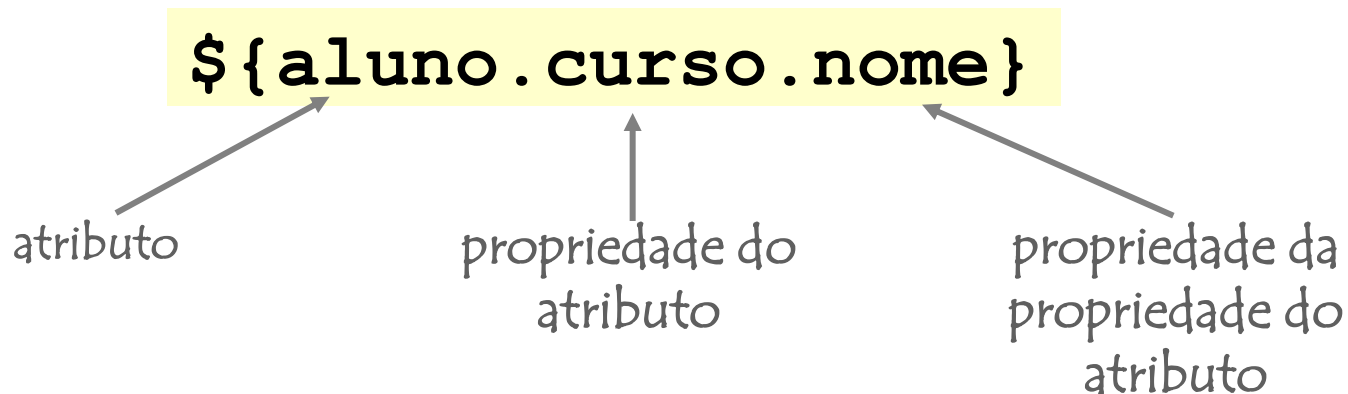 ${aluno.curso.nome}
atributo
propriedade do
atributo
propriedade da
propriedade do
atributo